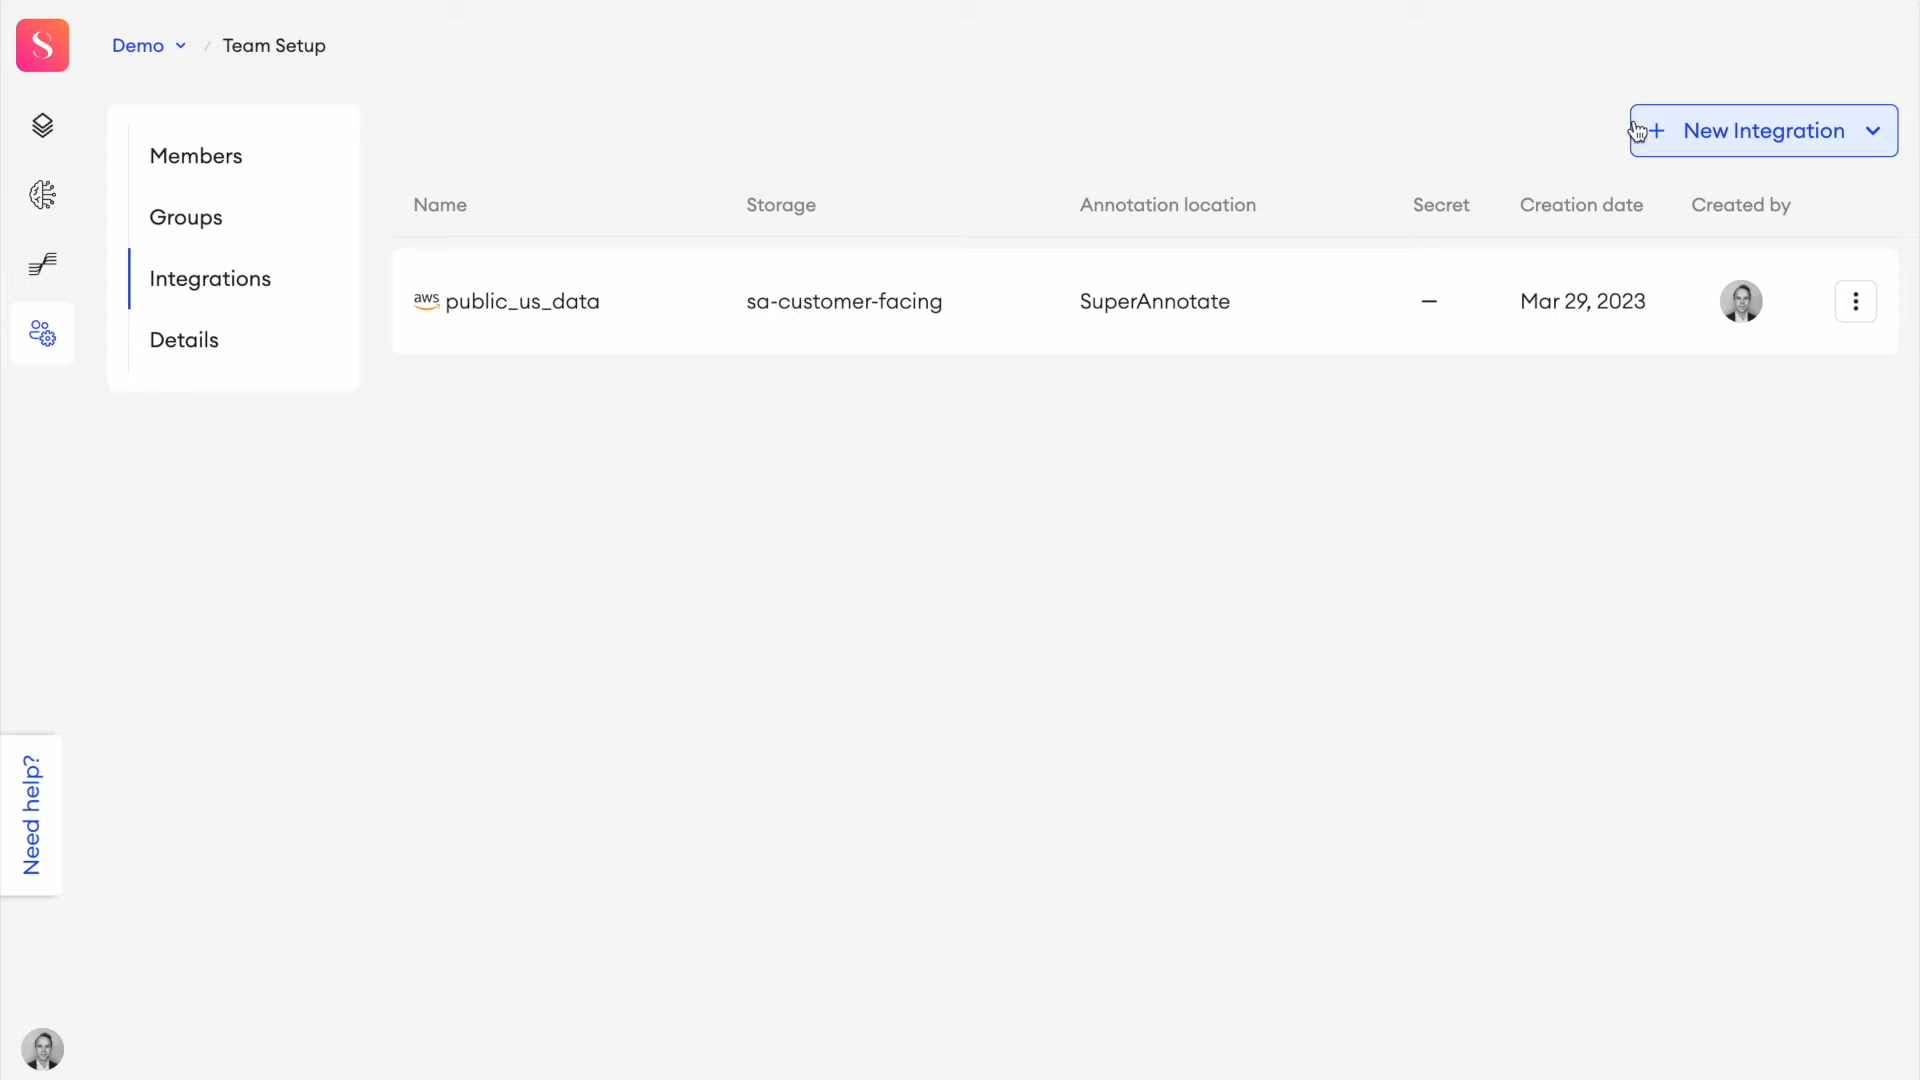 Demo / Team Setup
Members
Groups
Integrations
Details
+ New Integration
Name Storage Annotation location Secret Creation date Created by
aws public_us_data sa-customer-facing SuperAnnotate — Mar 29, 2023
Need help?